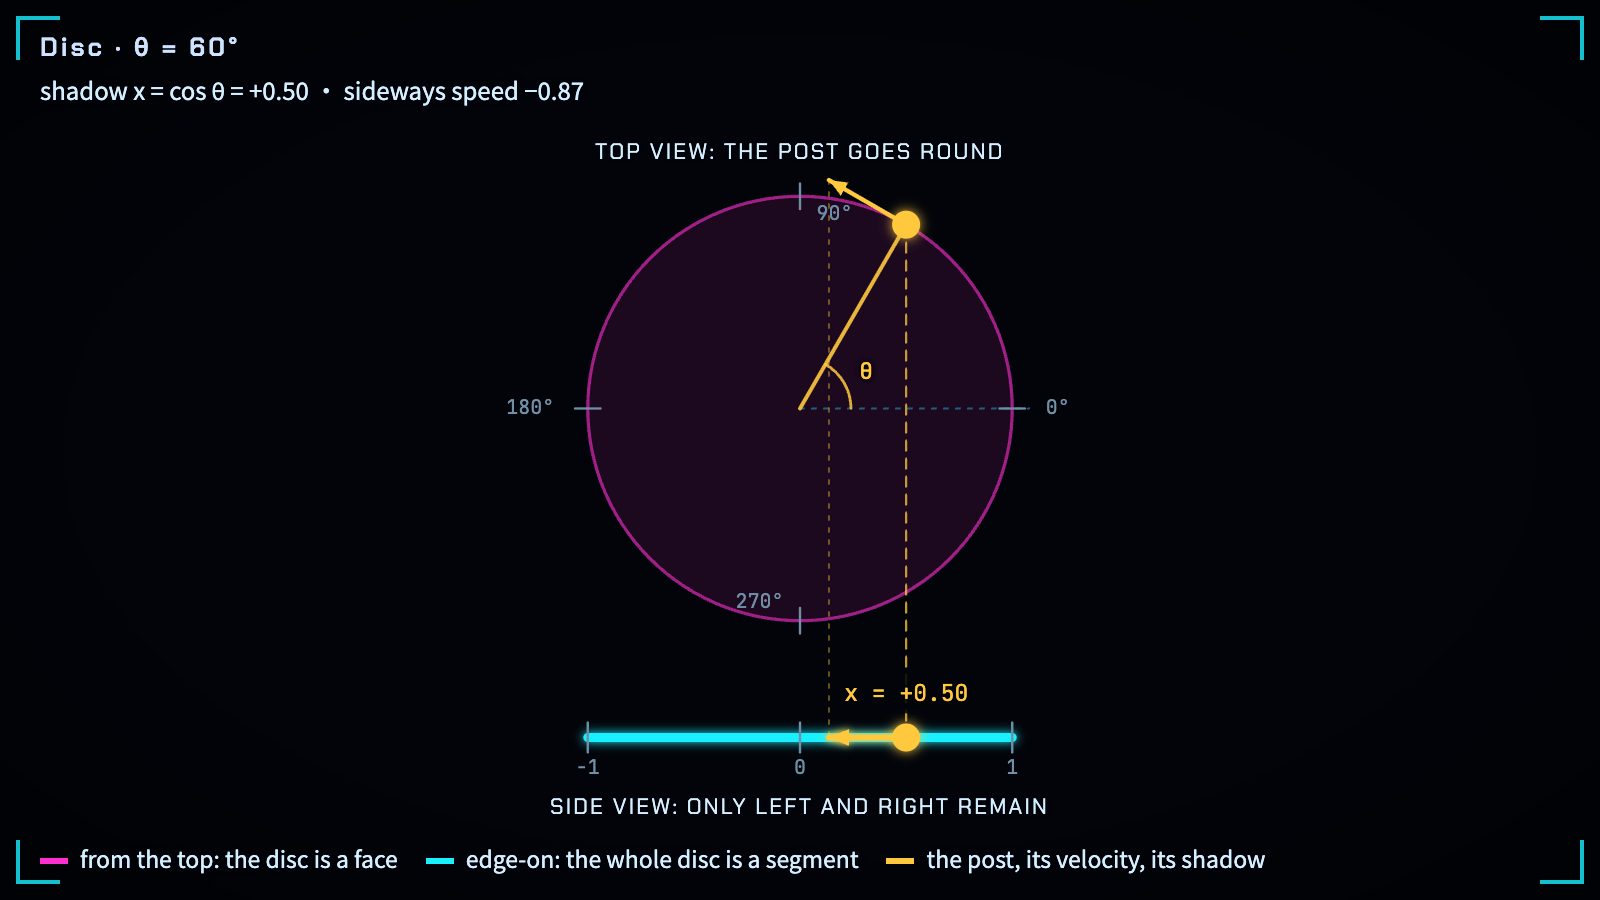 Disc · θ = 60°
shadow x = cos θ = +0.50 • sideways speed −0.87
TOP VIEW: THE POST GOES ROUND
90°
θ
180°
0°
270°
x = +0.50
-1 0 1
SIDE VIEW: ONLY LEFT AND RIGHT REMAIN
from the top: the disc is a face edge-on: the whole disc is a segment the post, its velocity, its shadow